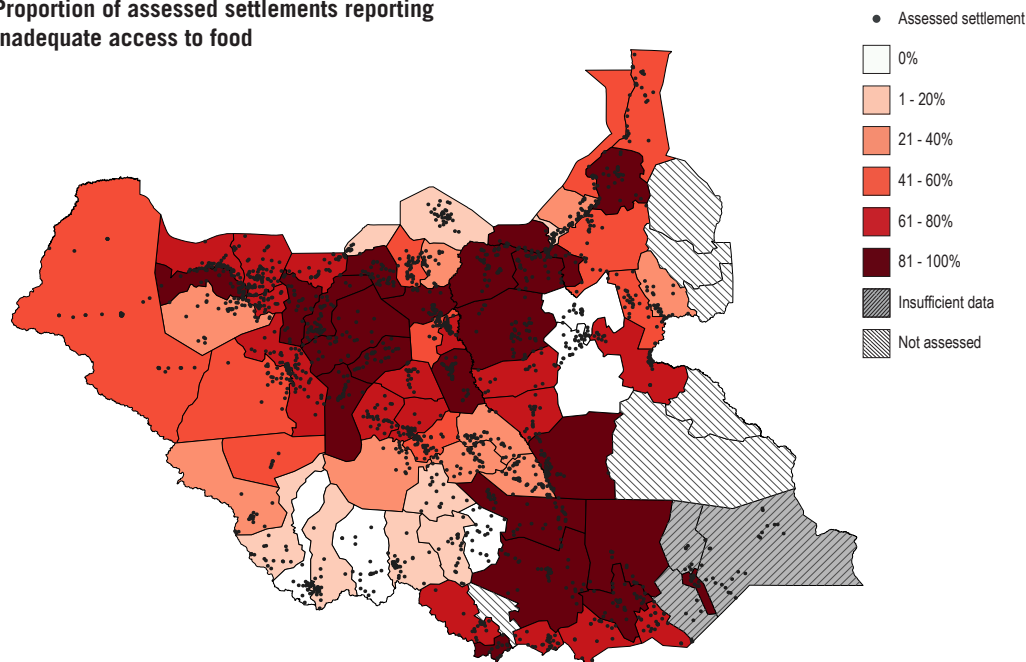 Proportion of assessed settlements reporting
inadequate access to food
Assessed settlement
0%
1 - 20%
21 - 40%
41 - 60%
61 - 80%
81 - 100%
Insufficient data
Not assessed